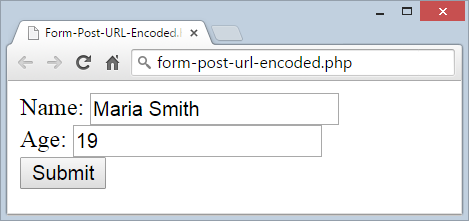 Form-Post-URL-Encoded.
form-post-url-encoded.php
Name: Maria Smith
Age: 19
Submit